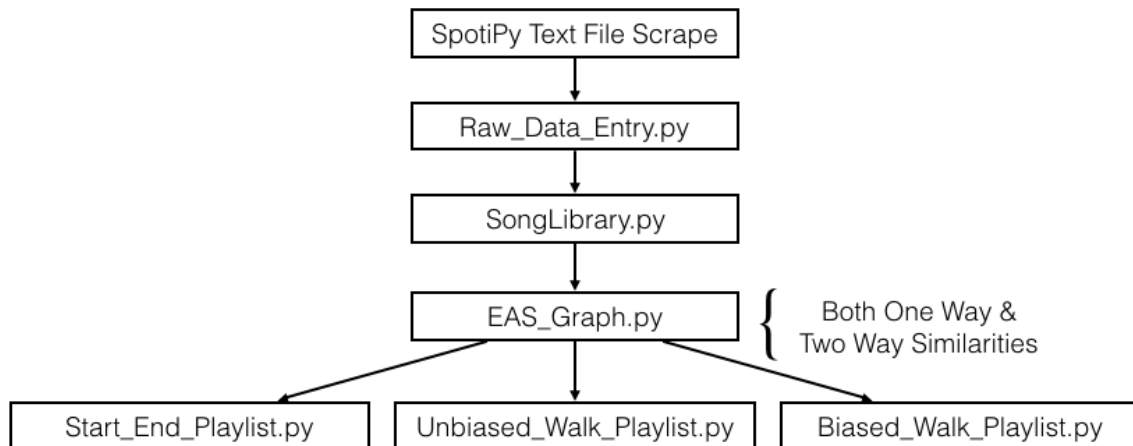 SpotiPy Text File Scrape
Raw_Data_Entry.py
SongLibrary.py
EAS_Graph.py
Both One Way &
Two Way Similarities
Start_End_Playlist.py
Unbiased_Walk_Playlist.py
Biased_Walk_Playlist.py